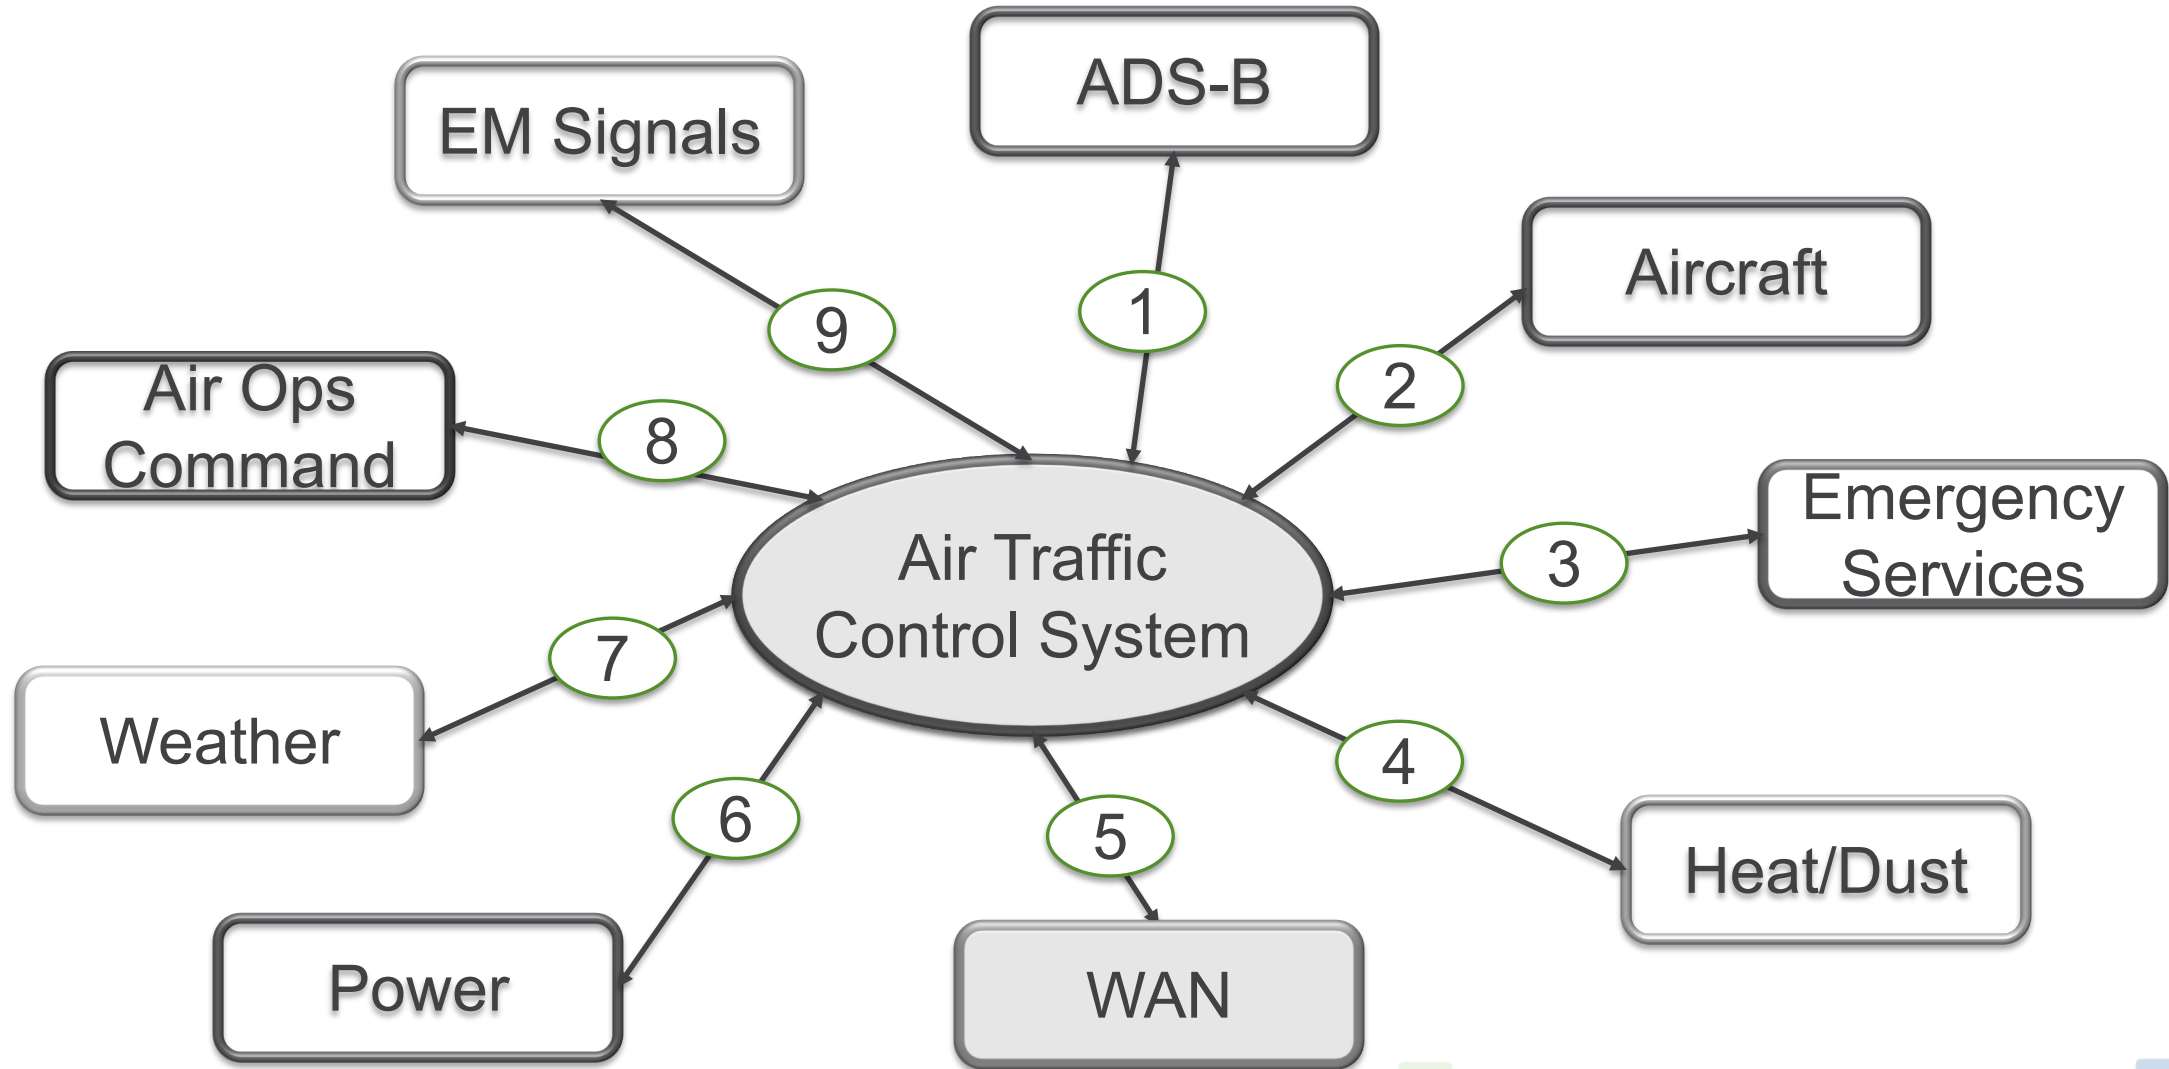 ADS-B
EM Signals
Aircraft
9
1
2
Air Ops
Command
8
Emergency
Services
3
Air Traffic
Control System
7
Weather
4
6
5
Heat/Dust
Power
WAN